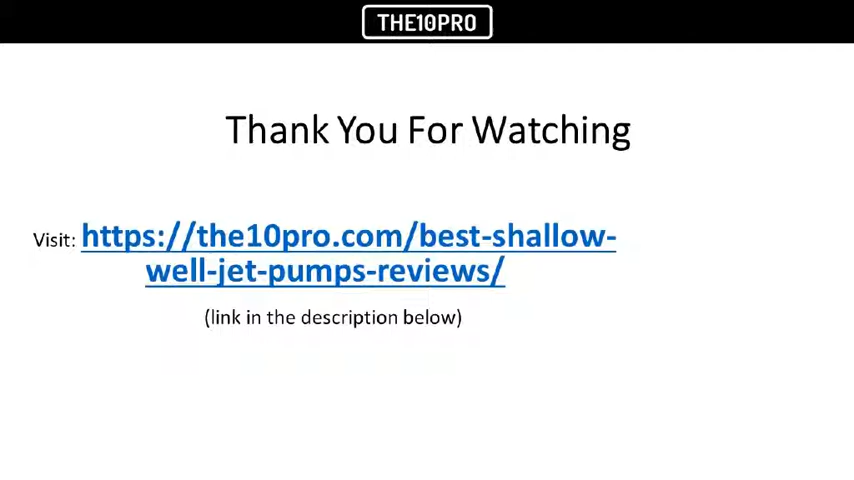 THE10PRO
Thank You For Watching
Visit: https://the10pro.com/best-shallow-
well-jet-pumps-reviews/
(link in the description below)